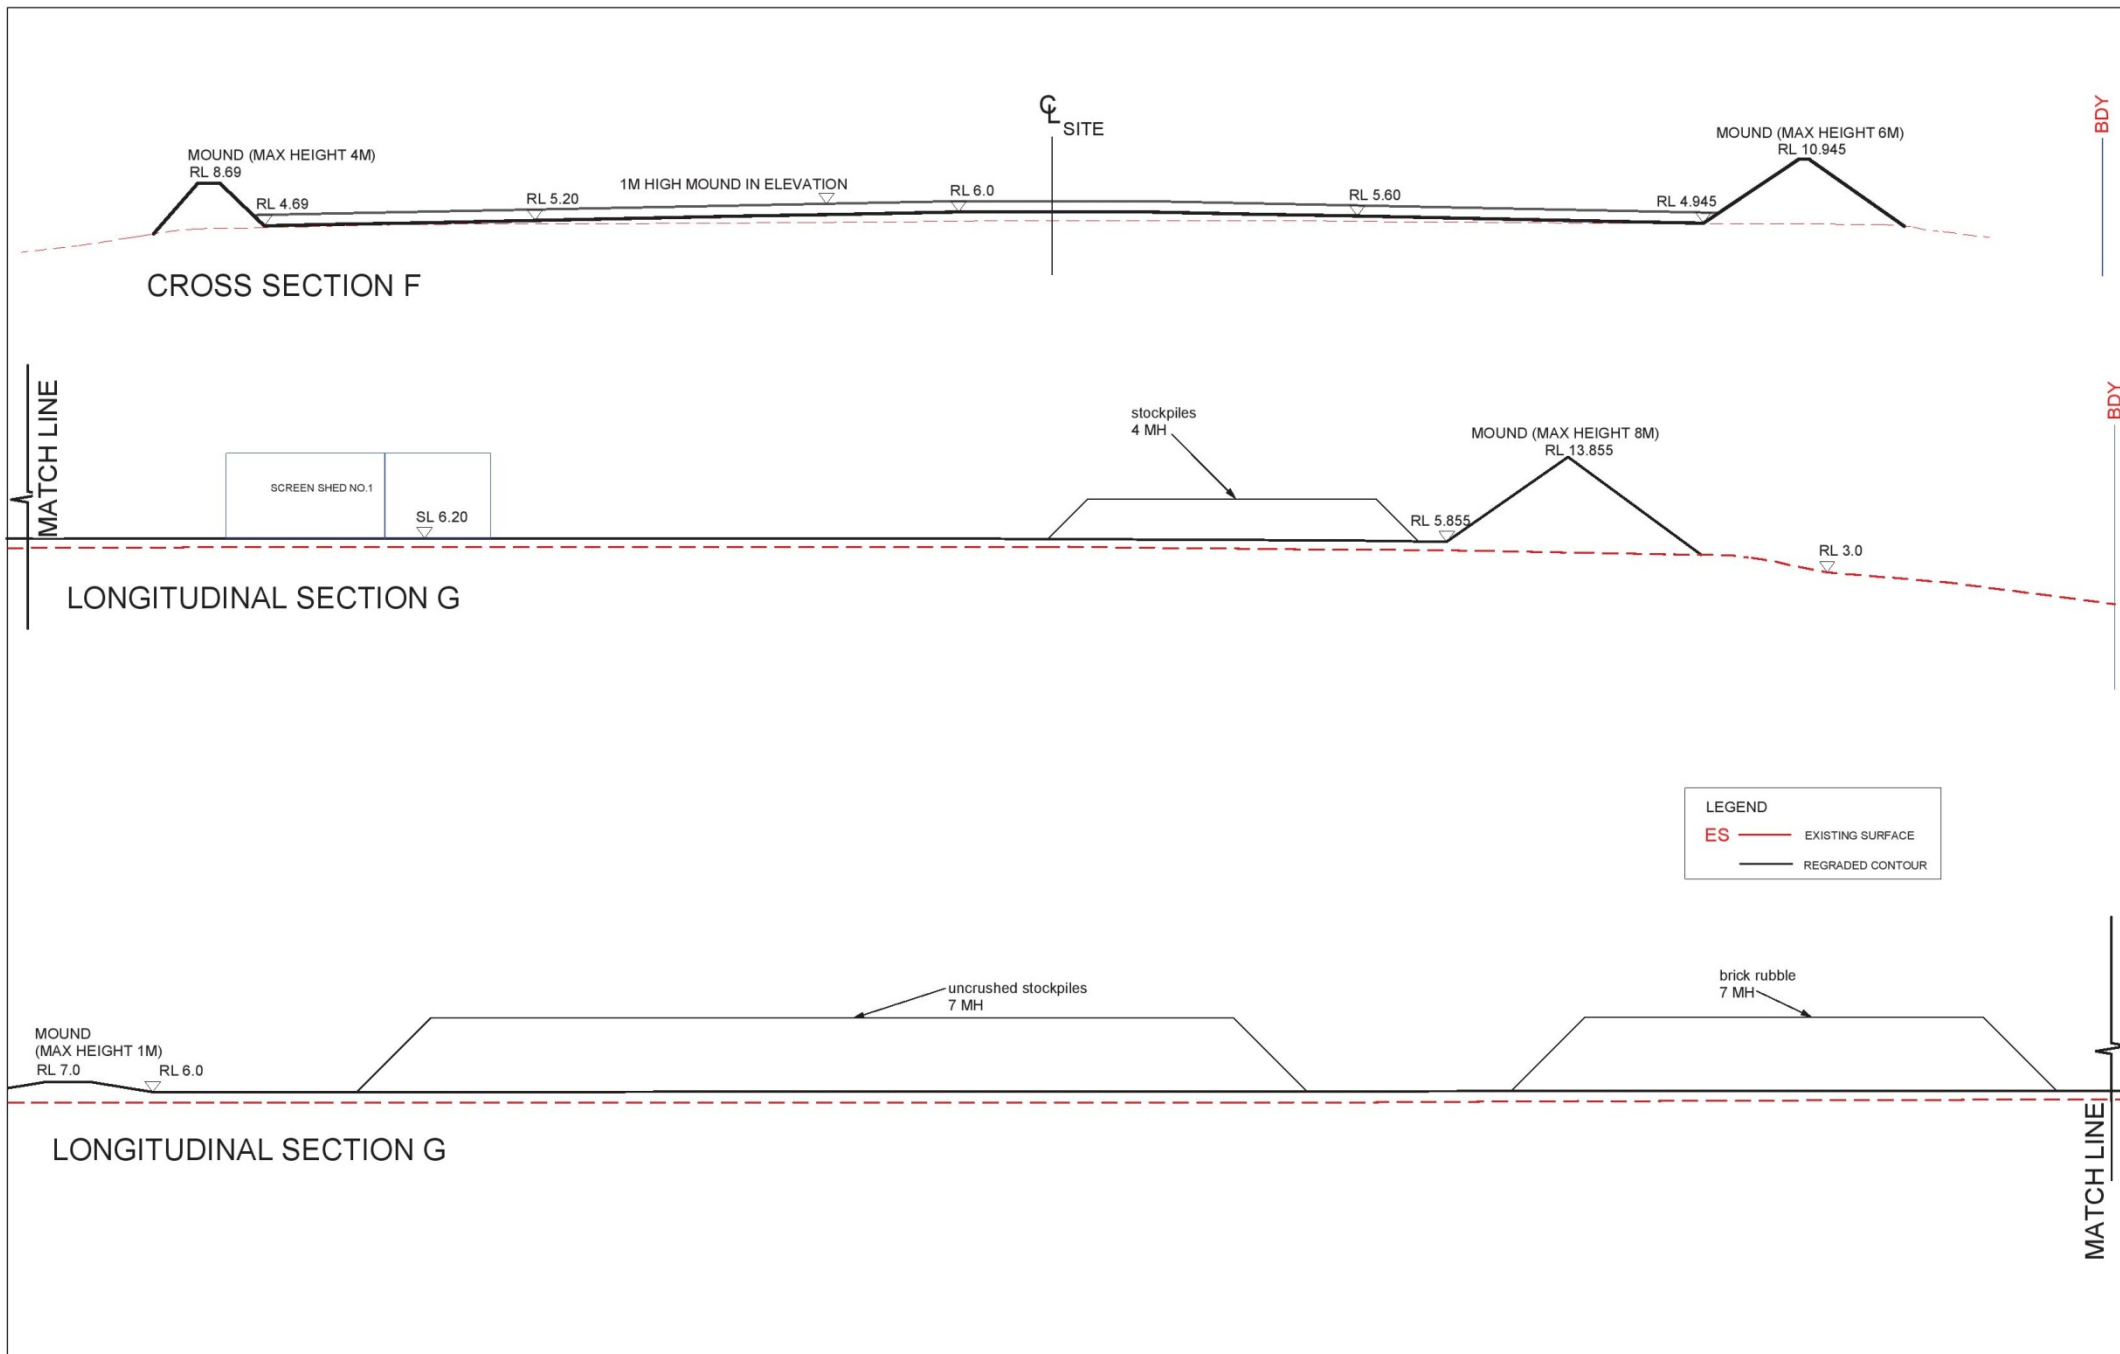 ℄ SITE
BDY
MOUND (MAX HEIGHT 4M)
RL 8.69
RL 4.69
RL 5.20
1M HIGH MOUND IN ELEVATION
RL 6.0
RL 5.60
RL 4.945
MOUND (MAX HEIGHT 6M)
RL 10.945
CROSS SECTION F
MATCH LINE
SCREEN SHED NO.1
SL 6.20
stockpiles
4 MH
RL 5.855
MOUND (MAX HEIGHT 8M)
RL 13.855
RL 3.0
BDY
LONGITUDINAL SECTION G
LEGEND
ES EXISTING SURFACE
REGRADED CONTOUR
MOUND
(MAX HEIGHT 1M)
RL 7.0
RL 6.0
uncrushed stockpiles
7 MH
brick rubble
7 MH
MATCH LINE
LONGITUDINAL SECTION G